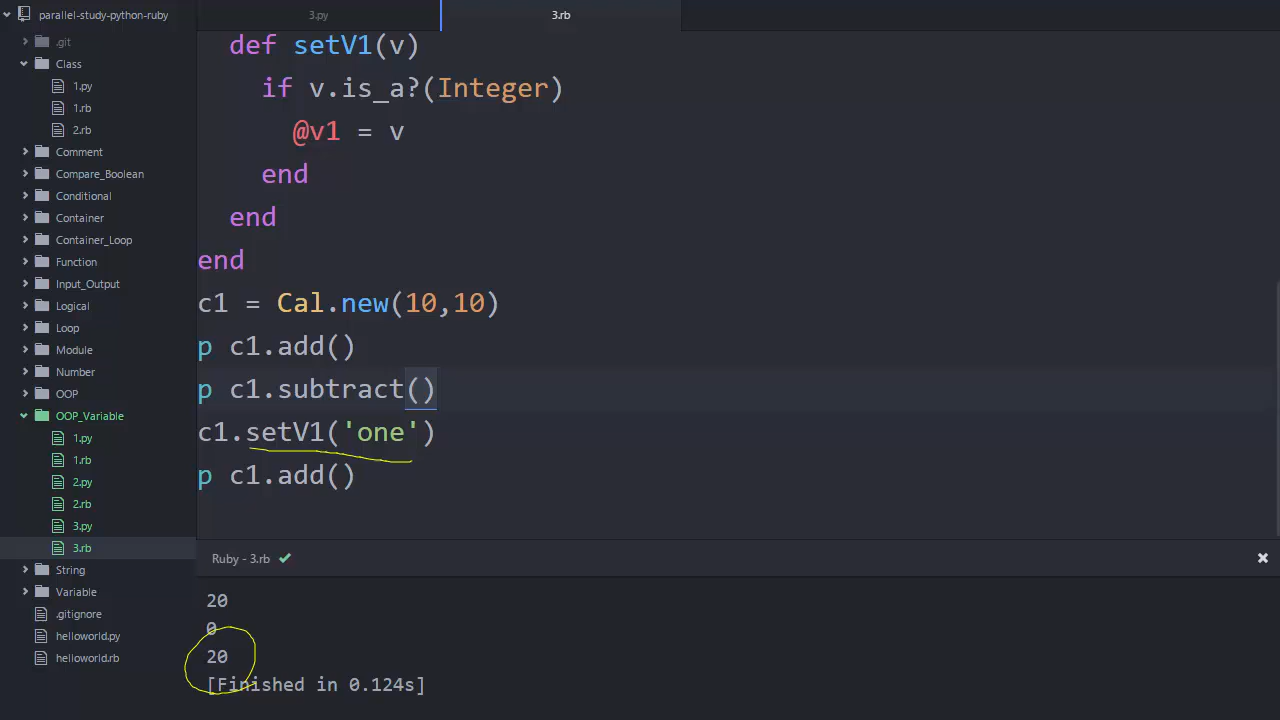 parallel-study-python-ruby
.git
Class
1.py
1.rb
2.rb
Comment
Compare_Boolean
Conditional
Container
Container_Loop
Function
Input_Output
Logical
Loop
Module
Number
OOP
OOP_Variable
1.py
1.rb
2.py
2.rb
3.py
3.rb
String
Variable
.gitignore
helloworld.py
helloworld.rb
3.py
3.rb
def setV1(v)
if v.is_a?(Integer)
@v1 = v
end
end
end
c1 = Cal.new(10,10)
p c1.add()
p c1.subtract()
c1.setV1('one')
p c1.add()
Ruby - 3.rb
20
0
20
[Finished in 0.124s]